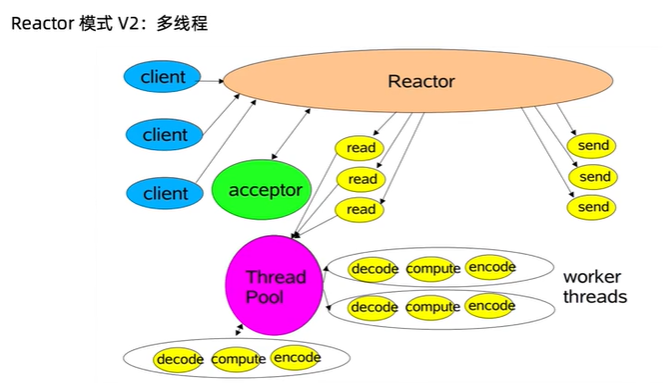 Reactor 模式 V2：多线程
client
Reactor
client
read
send
read
send
client
acceptor
read
send
Thread
Pool
decode compute encode
decode compute encode
worker
threads
decode compute encode